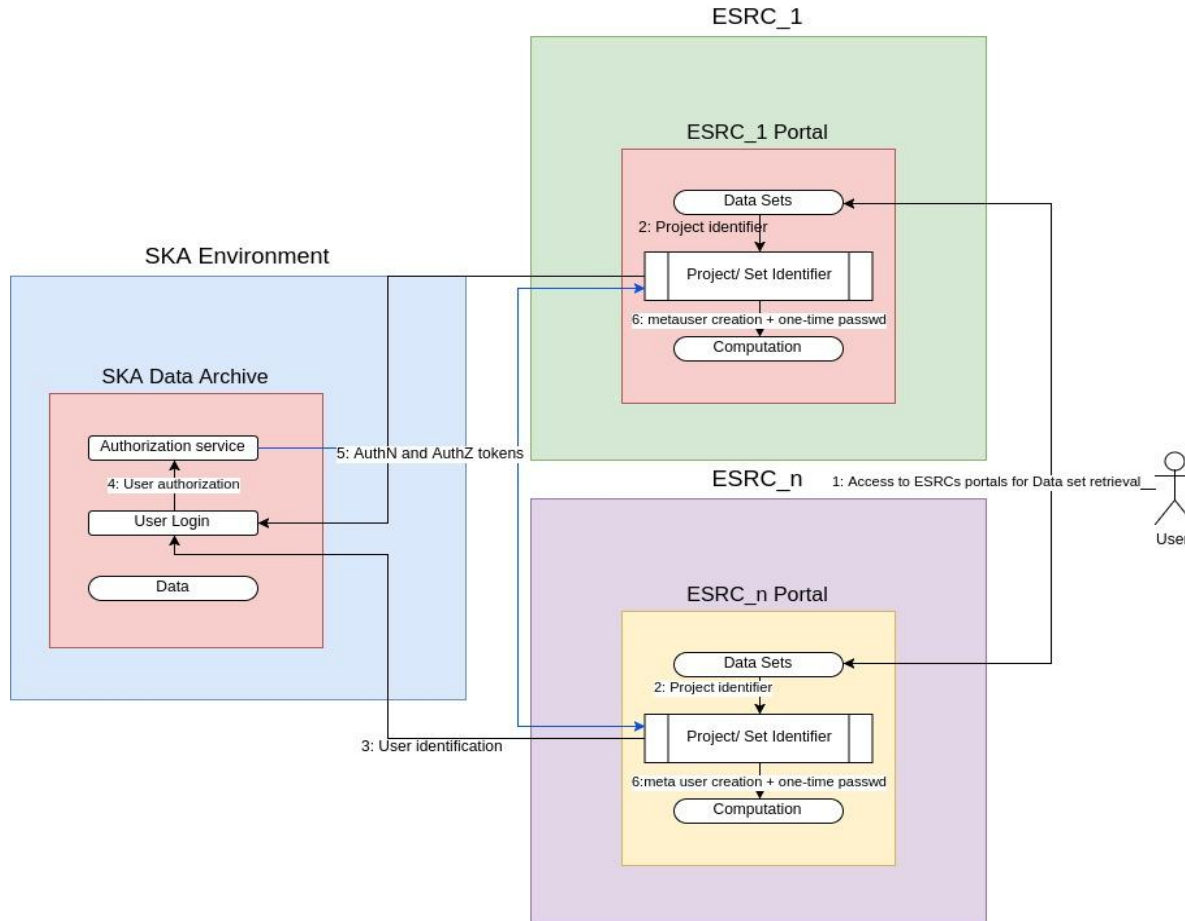 ESRC_1
ESRC_1 Portal
Data Sets
2: Project identifier
Project/ Set Identifier
6: metauser creation + one-time passwd
Computation
SKA Environment
SKA Data Archive
Authorization service
5: AuthN and AuthZ tokens
4: User authorization
User Login
Data
ESRC_n
1: Access to ESRCs portals for Data set retrieval
User
ESRC_n Portal
Data Sets
2: Project identifier
Project/ Set Identifier
3: User identification
6:meta user creation + one-time passwd
Computation